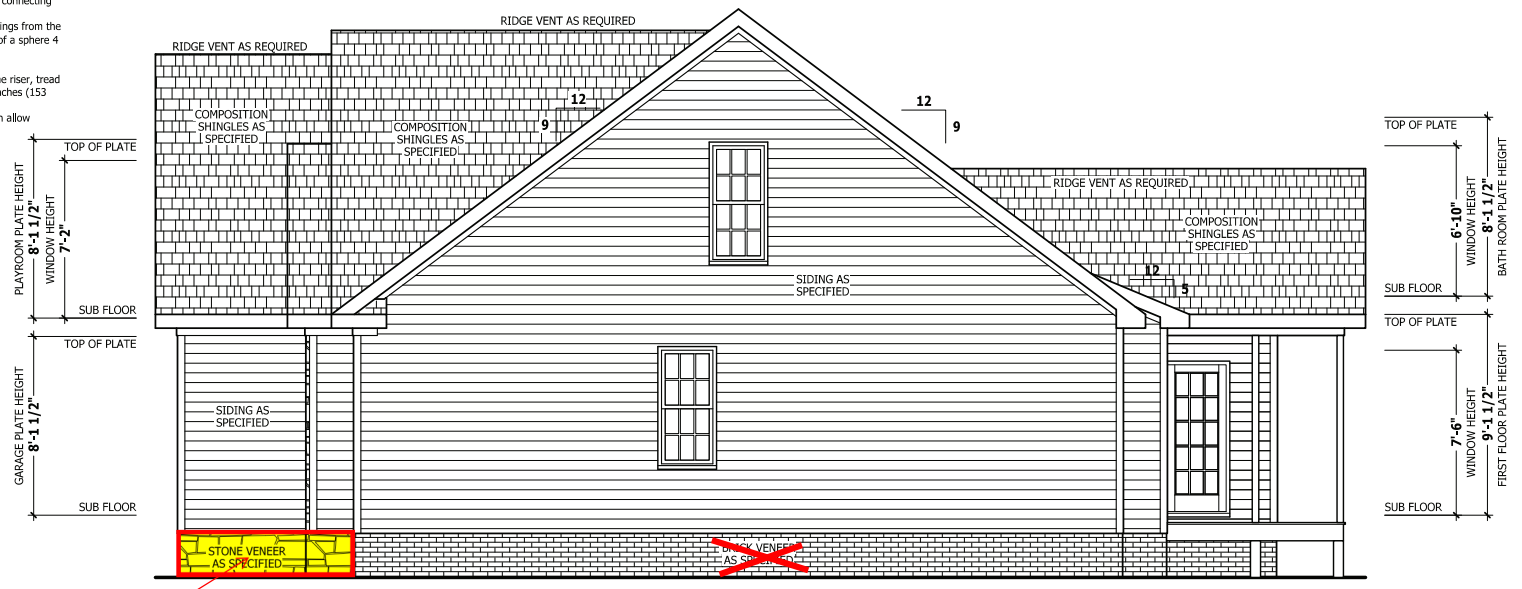 connecting
ings from the
of a sphere 4
e riser, tread
nches (153
n allow
RIDGE VENT AS REQUIRED
RIDGE VENT AS REQUIRED
COMPOSITION
SHINGLES AS
SPECIFIED
COMPOSITION
SHINGLES AS
SPECIFIED
12
9
12
9
TOP OF PLATE
PLAYROOM PLATE HEIGHT
8'-1 1/2"
WINDOW HEIGHT
7'-2"
SUB FLOOR
TOP OF PLATE
GARAGE PLATE HEIGHT
8'-1 1/2"
SUB FLOOR
SIDING AS
SPECIFIED
SIDING AS
SPECIFIED
RIDGE VENT AS REQUIRED
COMPOSITION
SHINGLES AS
SPECIFIED
12
5
TOP OF PLATE
6'-10"
WINDOW HEIGHT
8'-1 1/2"
BATH ROOM PLATE HEIGHT
SUB FLOOR
TOP OF PLATE
7'-6"
WINDOW HEIGHT
9'-1 1/2"
FIRST FLOOR PLATE HEIGHT
SUB FLOOR
STONE VENEER
AS SPECIFIED
BRICK VENEER
AS SPECIFIED